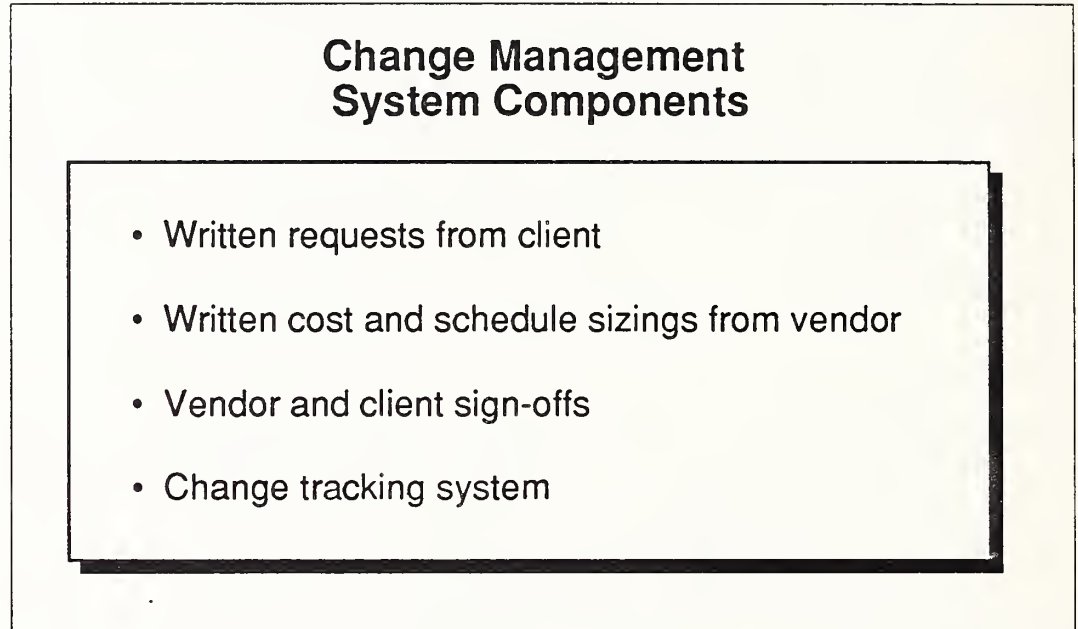 Change Management
System Components
• Written requests from client
• Written cost and schedule sizings from vendor
• Vendor and client sign-offs
• Change tracking system